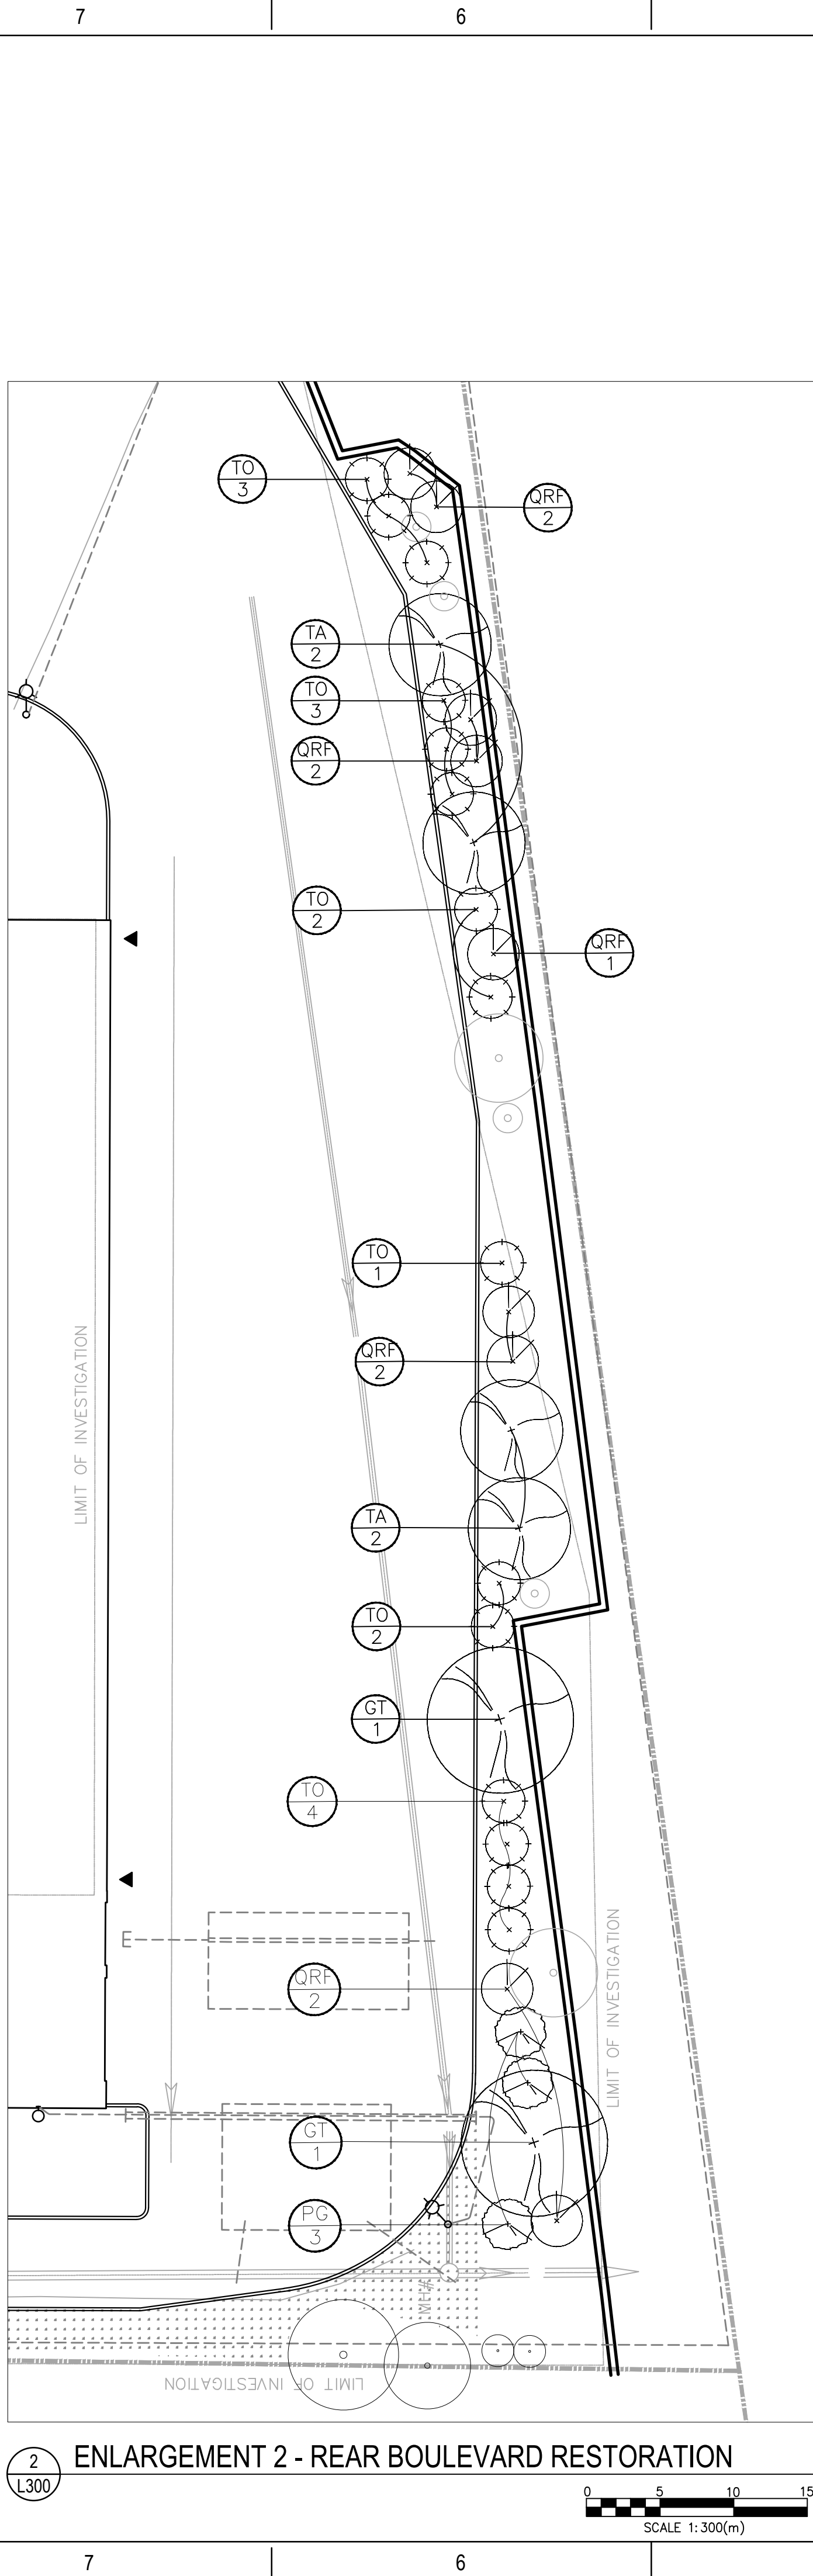 7
6
TO
3
QRF
2
TA
2
TO
3
QRF
2
TO
2
QRF
1
TO
1
LIMIT OF INVESTIGATION
QRF
2
TA
2
TO
2
GT
1
TO
4
LIMIT OF INVESTIGATION
QRF
2
GT
1
PG
3
LIMIT OF INVESTIGATION
2
L300
ENLARGEMENT 2 - REAR BOULEVARD RESTORATION
0 5 10 15
SCALE 1:300(m)
7
6